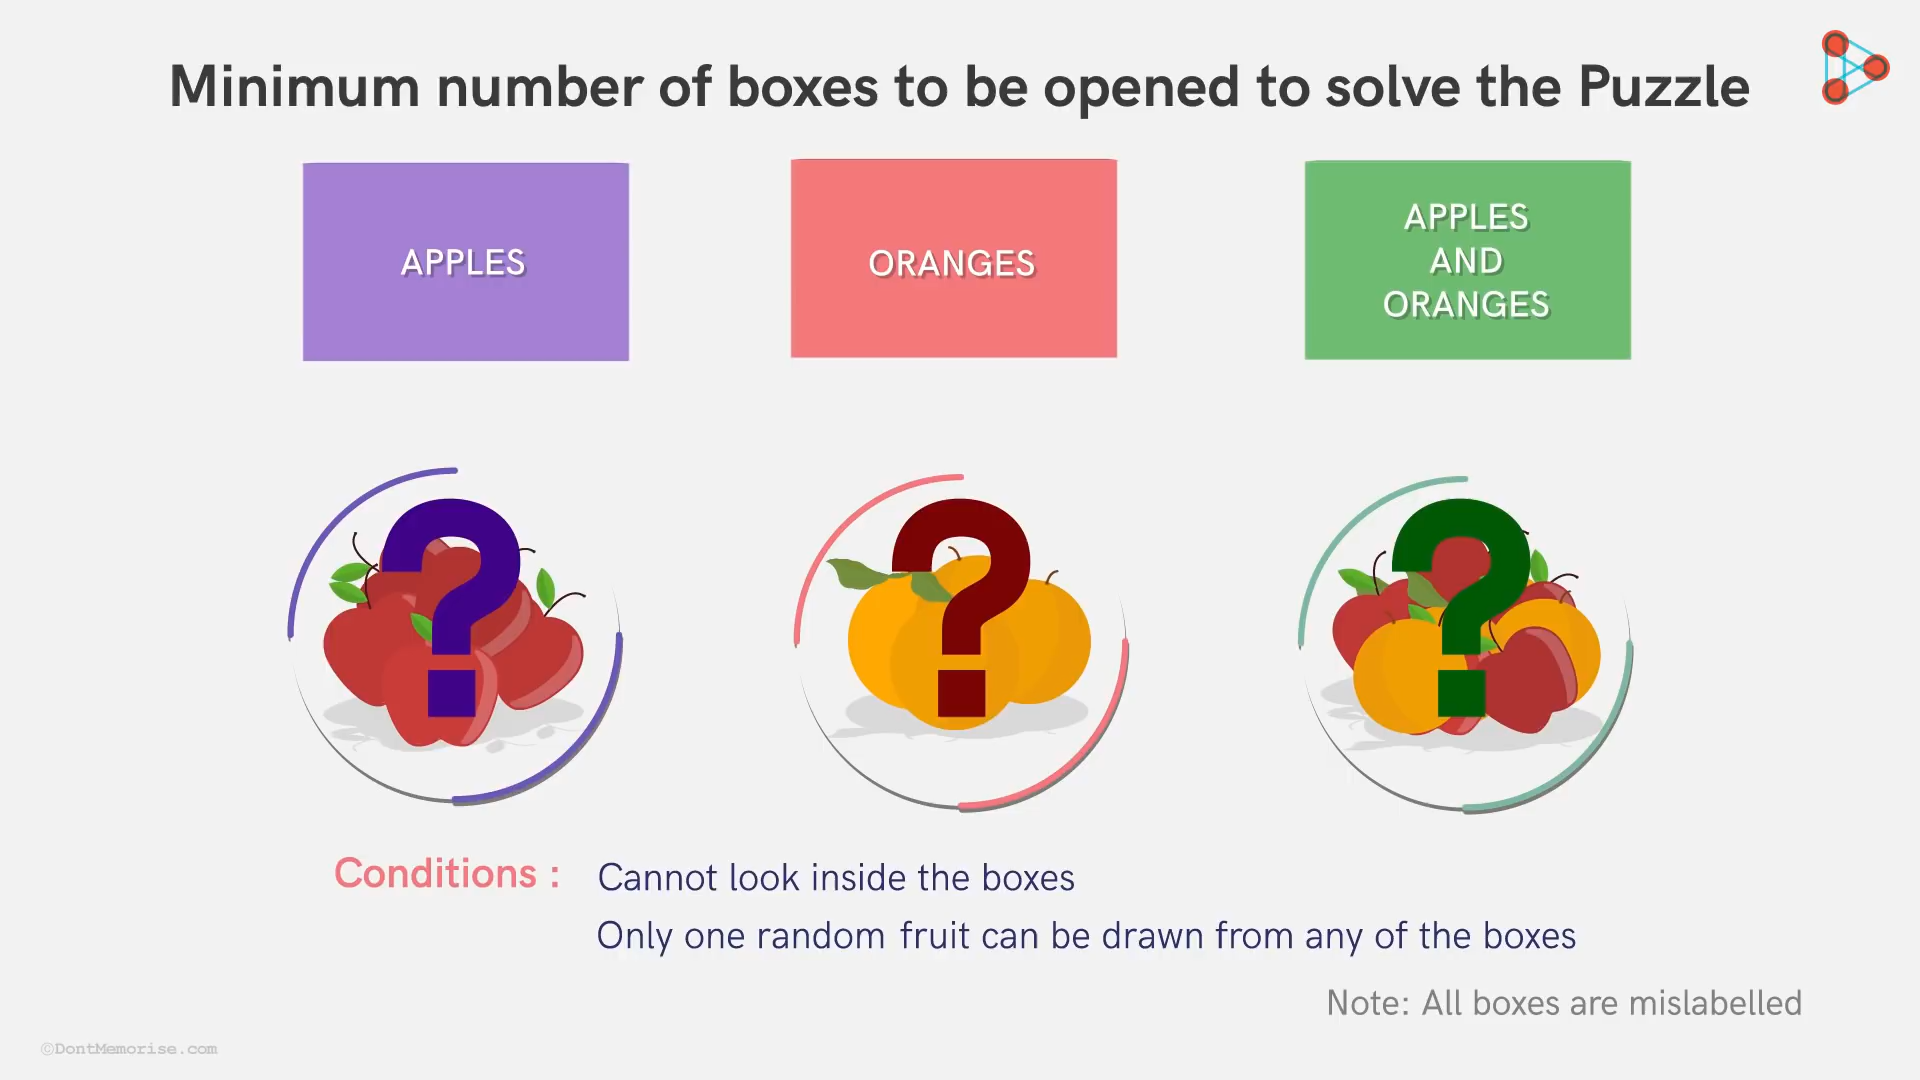 Minimum number of boxes to be opened to solve the Puzzle
APPLES
ORANGES
APPLES
AND
ORANGES
?
?
?
Conditions :
Cannot look inside the boxes
Only one random fruit can be drawn from any of the boxes
Note: All boxes are mislabelled
©DontMemorise.com